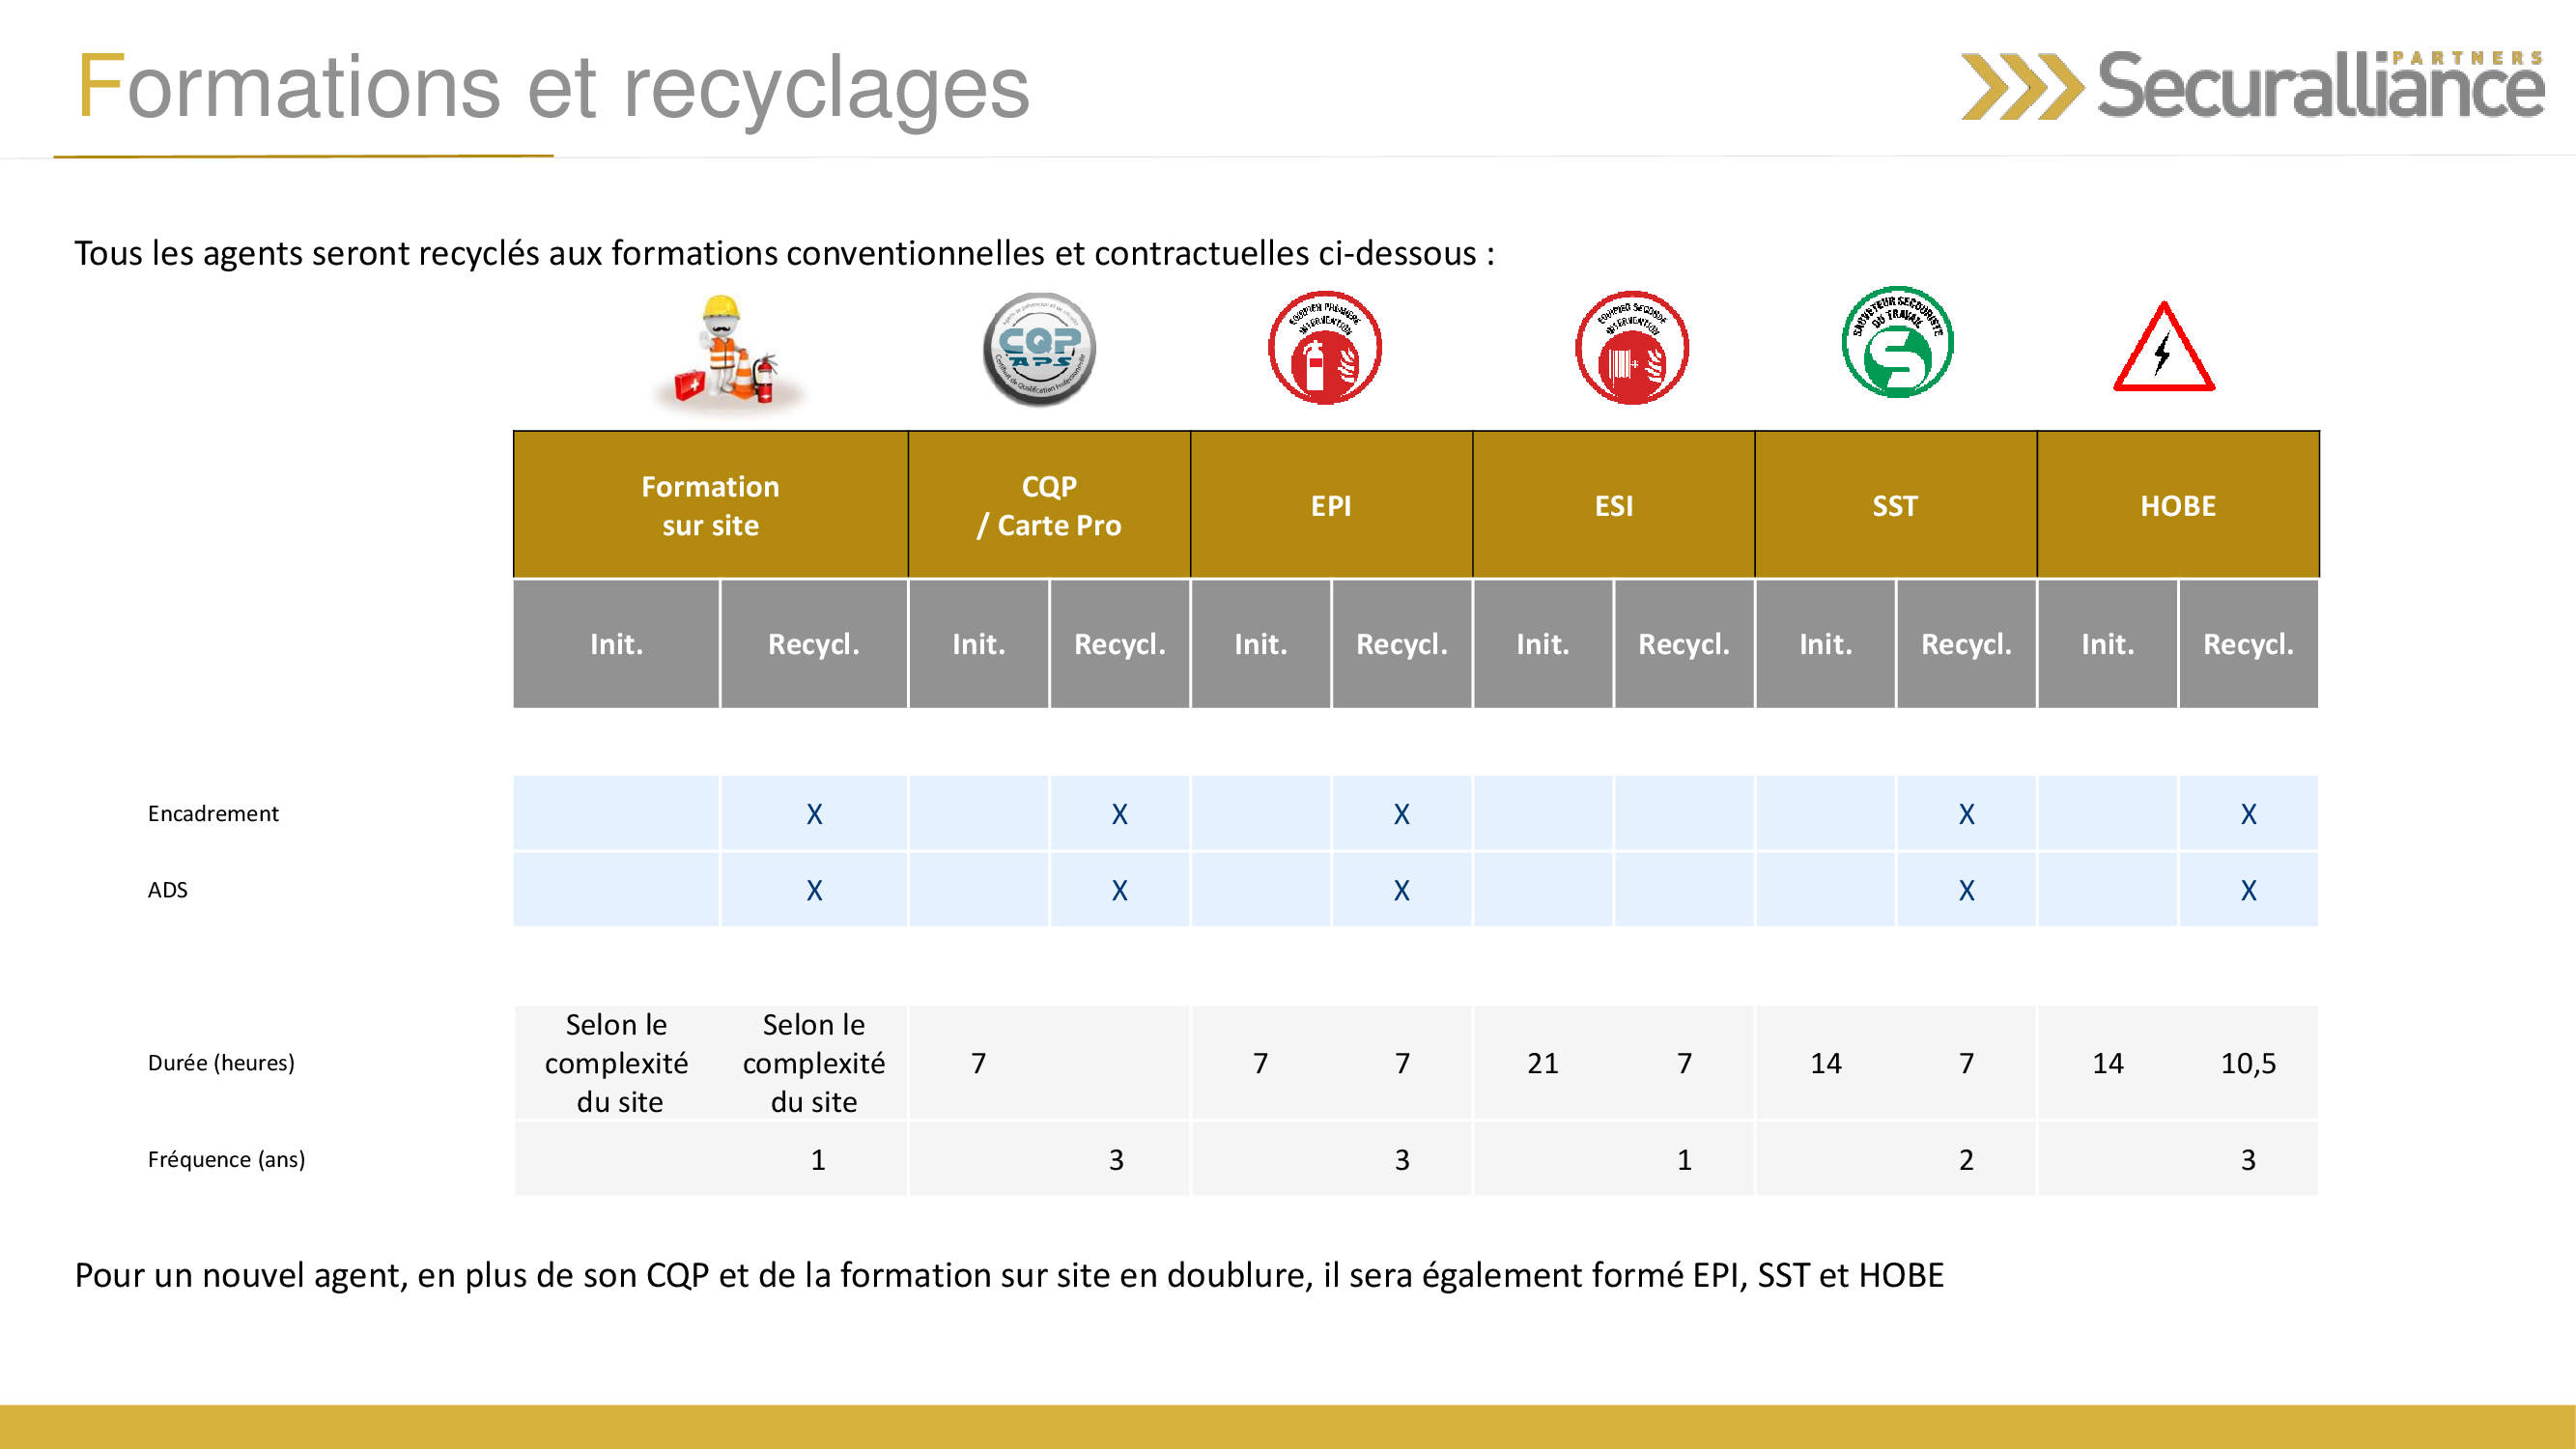 Formations et recyclages
PARTNERS
Securalliance
Tous les agents seront recyclés aux formations conventionnelles et contractuelles ci-dessous :
CQP
APS
EQUIPIER PREMIERE
INTERVENTION
EQUIPIER SECONDE
INTERVENTION
SAUVETEUR SECOURISTE
DU TRAVAIL
Formation
sur site
CQP
/ Carte Pro
EPI
ESI
SST
HOBE
Init. Recycl. Init. Recycl. Init. Recycl. Init. Recycl. Init. Recycl. Init. Recycl.
Encadrement X X X X X
ADS X X X X X
Selon le Selon le
complexité complexité
du site du site
Durée (heures) 7 7 7 21 7 14 7 14 10,5
Fréquence (ans) 1 3 3 1 2 3
Pour un nouvel agent, en plus de son CQP et de la formation sur site en doublure, il sera également formé EPI, SST et HOBE